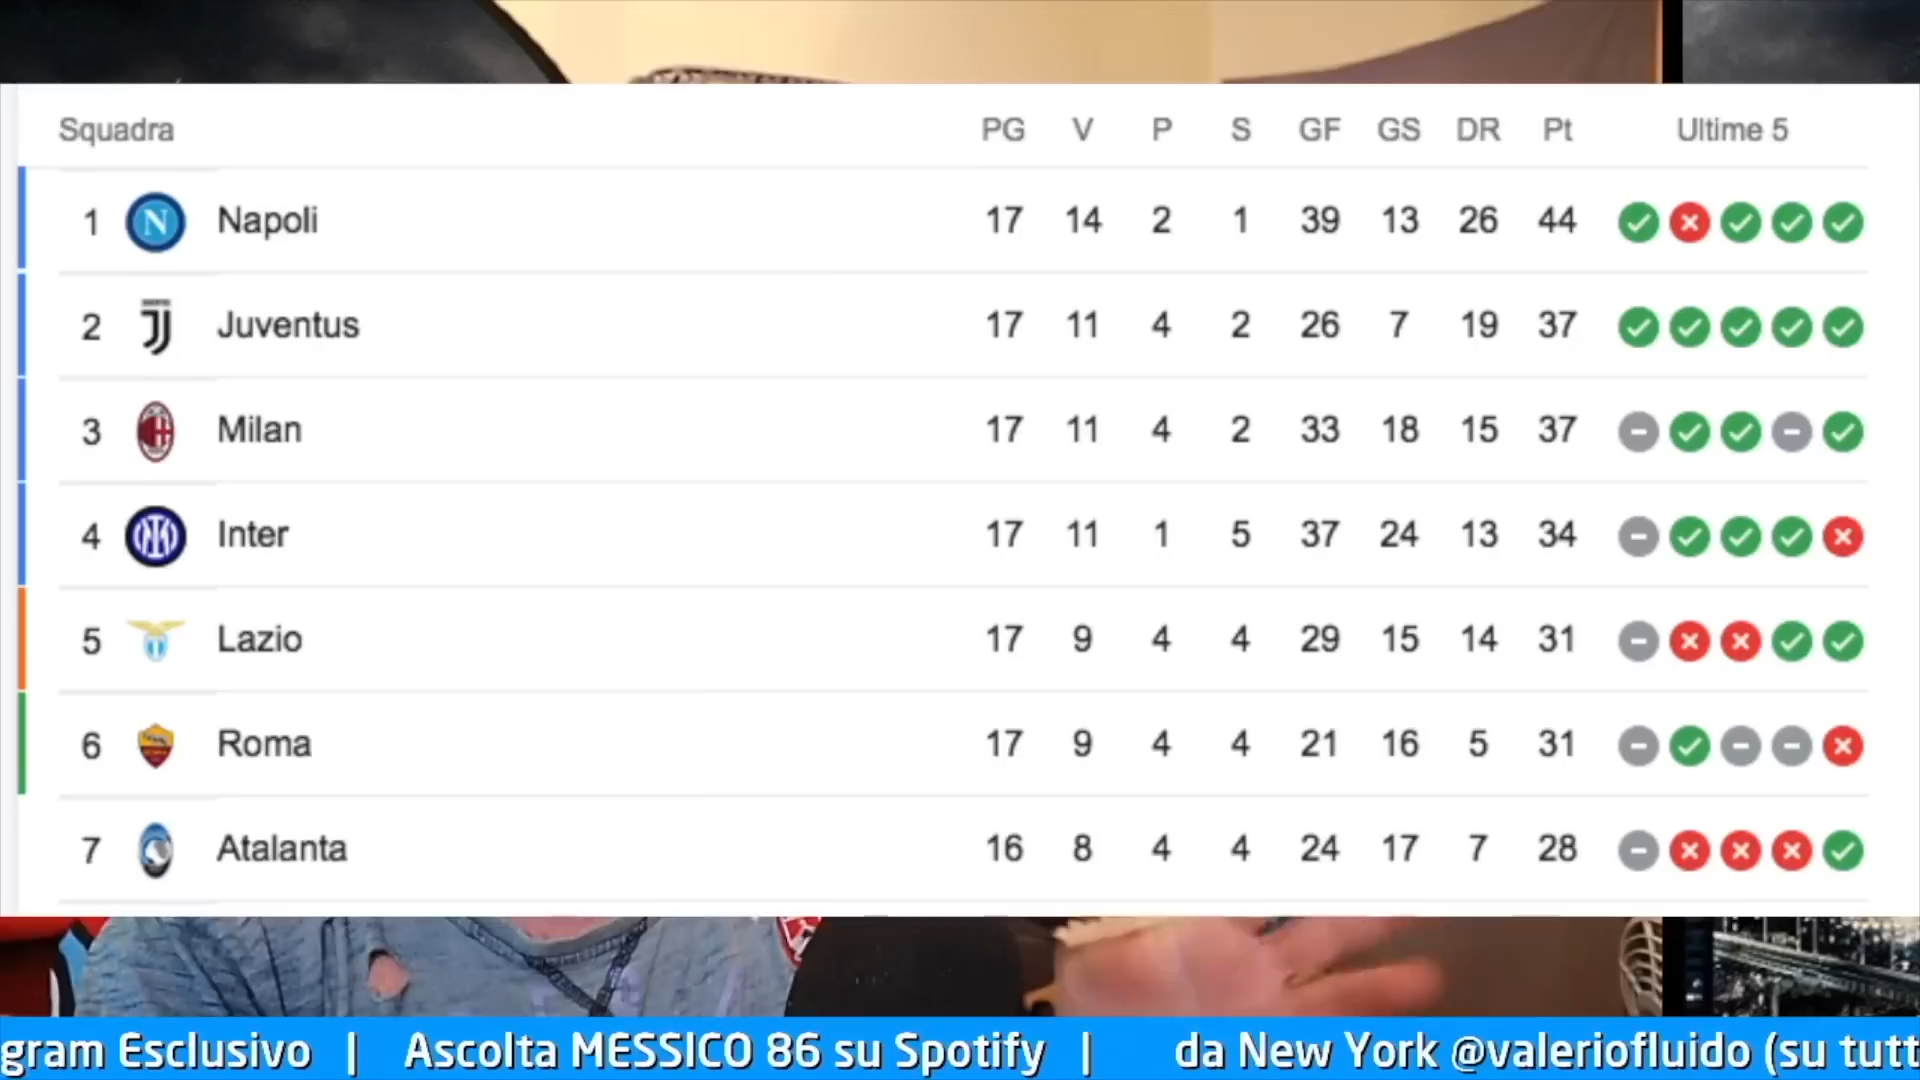 Squadra PG V P S GF GS DR Pt Ultime 5
1 N Napoli 17 14 2 1 39 13 26 44
2 Juventus 17 11 4 2 26 7 19 37
3 Milan 17 11 4 2 33 18 15 37
4 Inter 17 11 1 5 37 24 13 34
5 Lazio 17 9 4 4 29 15 14 31
6 Roma 17 9 4 4 21 16 5 31
7 Atalanta 16 8 4 4 24 17 7 28
gram Esclusivo | Ascolta MESSICO 86 su Spotify | da New York @valeriofluido (su tutt